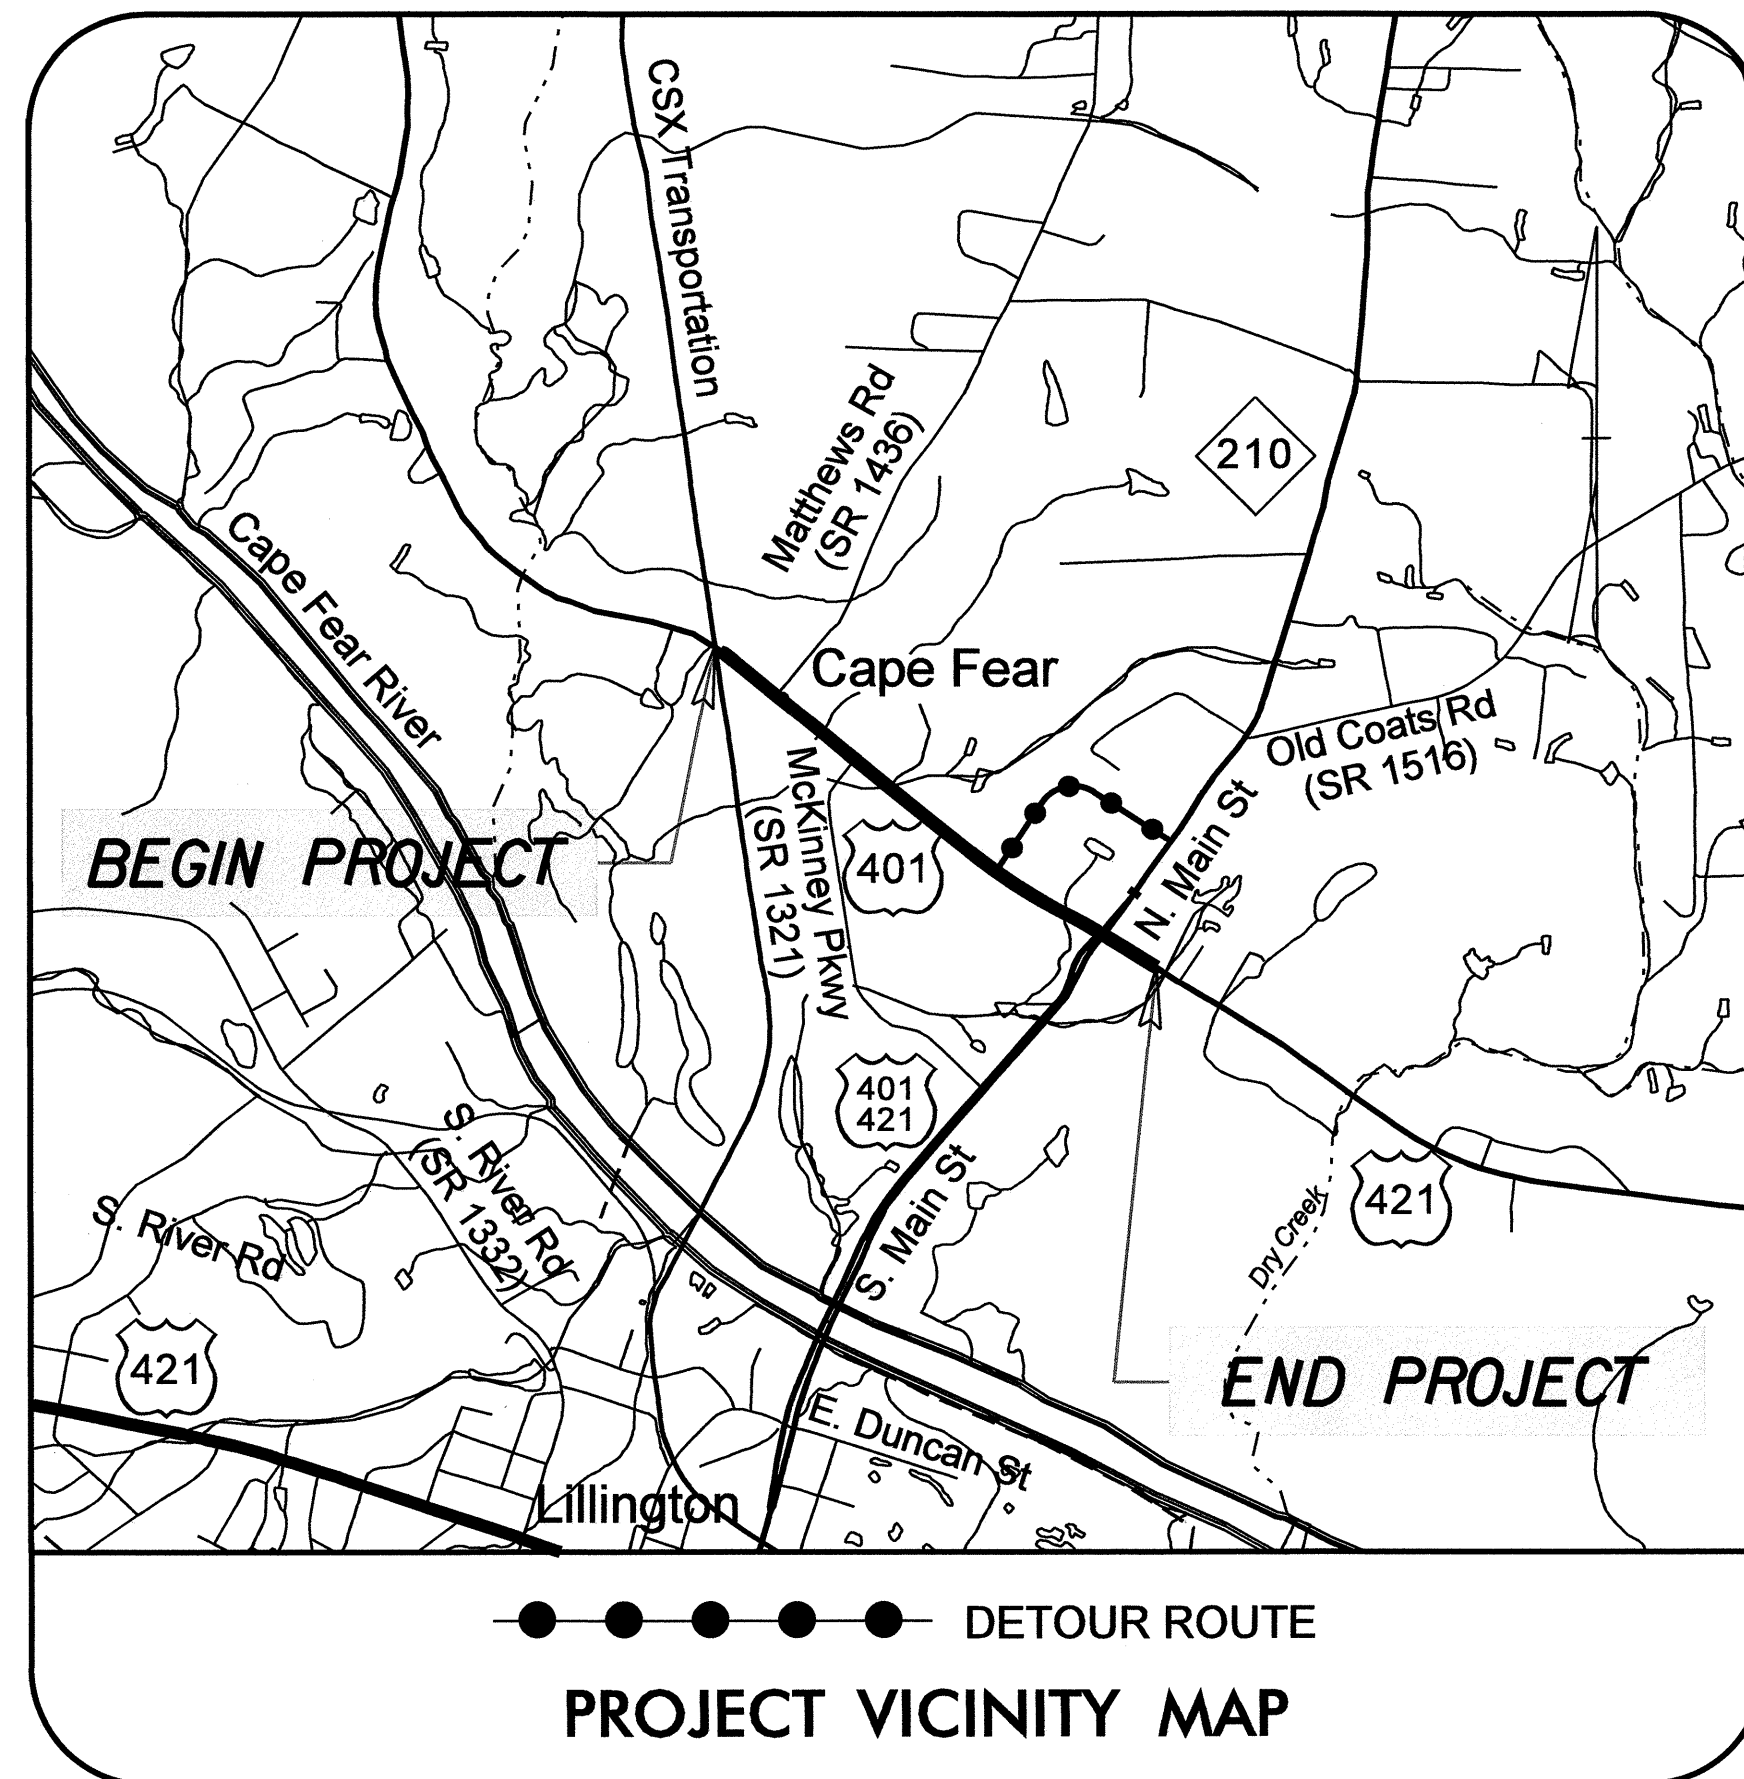 CSX Transportation
Matthews Rd
(SR 1436)
210
Cape Fear River
Cape Fear
Old Coats Rd
(SR 1516)
McKinney Pkwy
(SR 1321)
N. Main St
BEGIN PROJECT
401
401
421
S. River Rd
(SR 1332)
S. Main St
S. River Rd
421
Dry Creek
421
END PROJECT
E. Duncan St
Lillington
DETOUR ROUTE
PROJECT VICINITY MAP